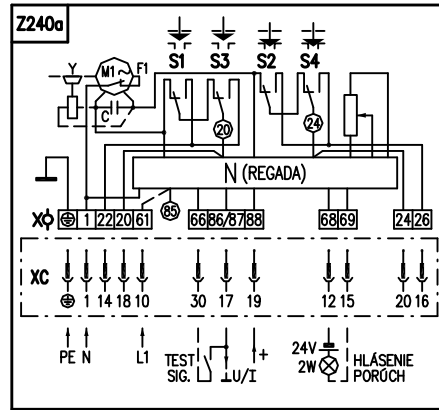 Z240a
S1 S3 S2 S4
Y M1 F1
C
20 24
N (REGADA)
X 1 22 20 61 85 66 86/87 88 68 69 24 26
XC
1 14 18 10 30 17 19 12 15 20 16
PE N L1 TEST SIG. U/I + 24V 2W HLÁSENIE PORÚCH